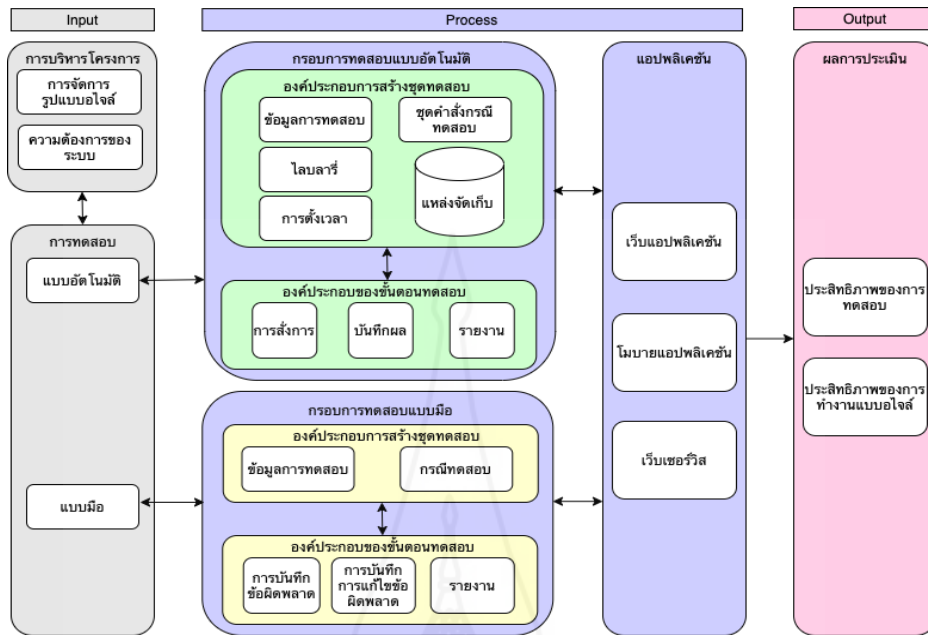 Input
การบริหารโครงการ
การจัดการ
รูปแบบอไจล์
ความต้องการของ
ระบบ
การทดสอบ
แบบอัตโนมัติ
แบบมือ
Process
กรอบการทดสอบแบบอัตโนมัติ
องค์ประกอบการสร้างชุดทดสอบ
ข้อมูลการทดสอบ
ชุดคำสั่งกรณี
ทดสอบ
ไลบลารี่
การตั้งเวลา
แหล่งจัดเก็บ
องค์ประกอบของขั้นตอนทดสอบ
การสั่งการ
บันทึกผล
รายงาน
กรอบการทดสอบแบบมือ
องค์ประกอบการสร้างชุดทดสอบ
ข้อมูลการทดสอบ
กรณีทดสอบ
องค์ประกอบของขั้นตอนทดสอบ
การบันทึก
ข้อผิดพลาด
การบันทึก
การแก้ไขข้อ
ผิดพลาด
รายงาน
แอปพลิเคชัน
เว็บแอปพลิเคชัน
โมบายแอปพลิเคชัน
เว็บเซอร์วิส
Output
ผลการประเมิน
ประสิทธิภาพของการ
ทดสอบ
ประสิทธิภาพของการ
ทำงานแบบอไจล์